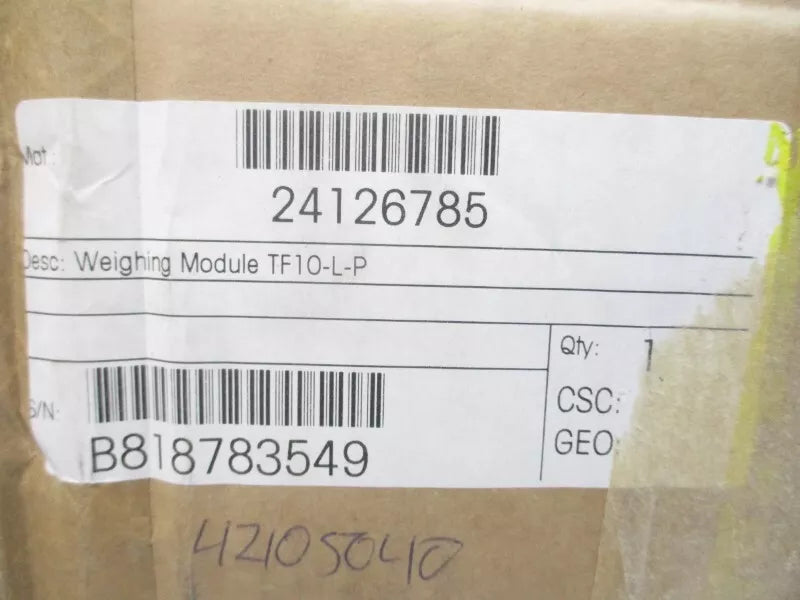 Mat.:
24126785
Desc: Weighing Module TF10-L-P
Qty: 1
CSC:
GEO:
S/N:
B818783549
42105040